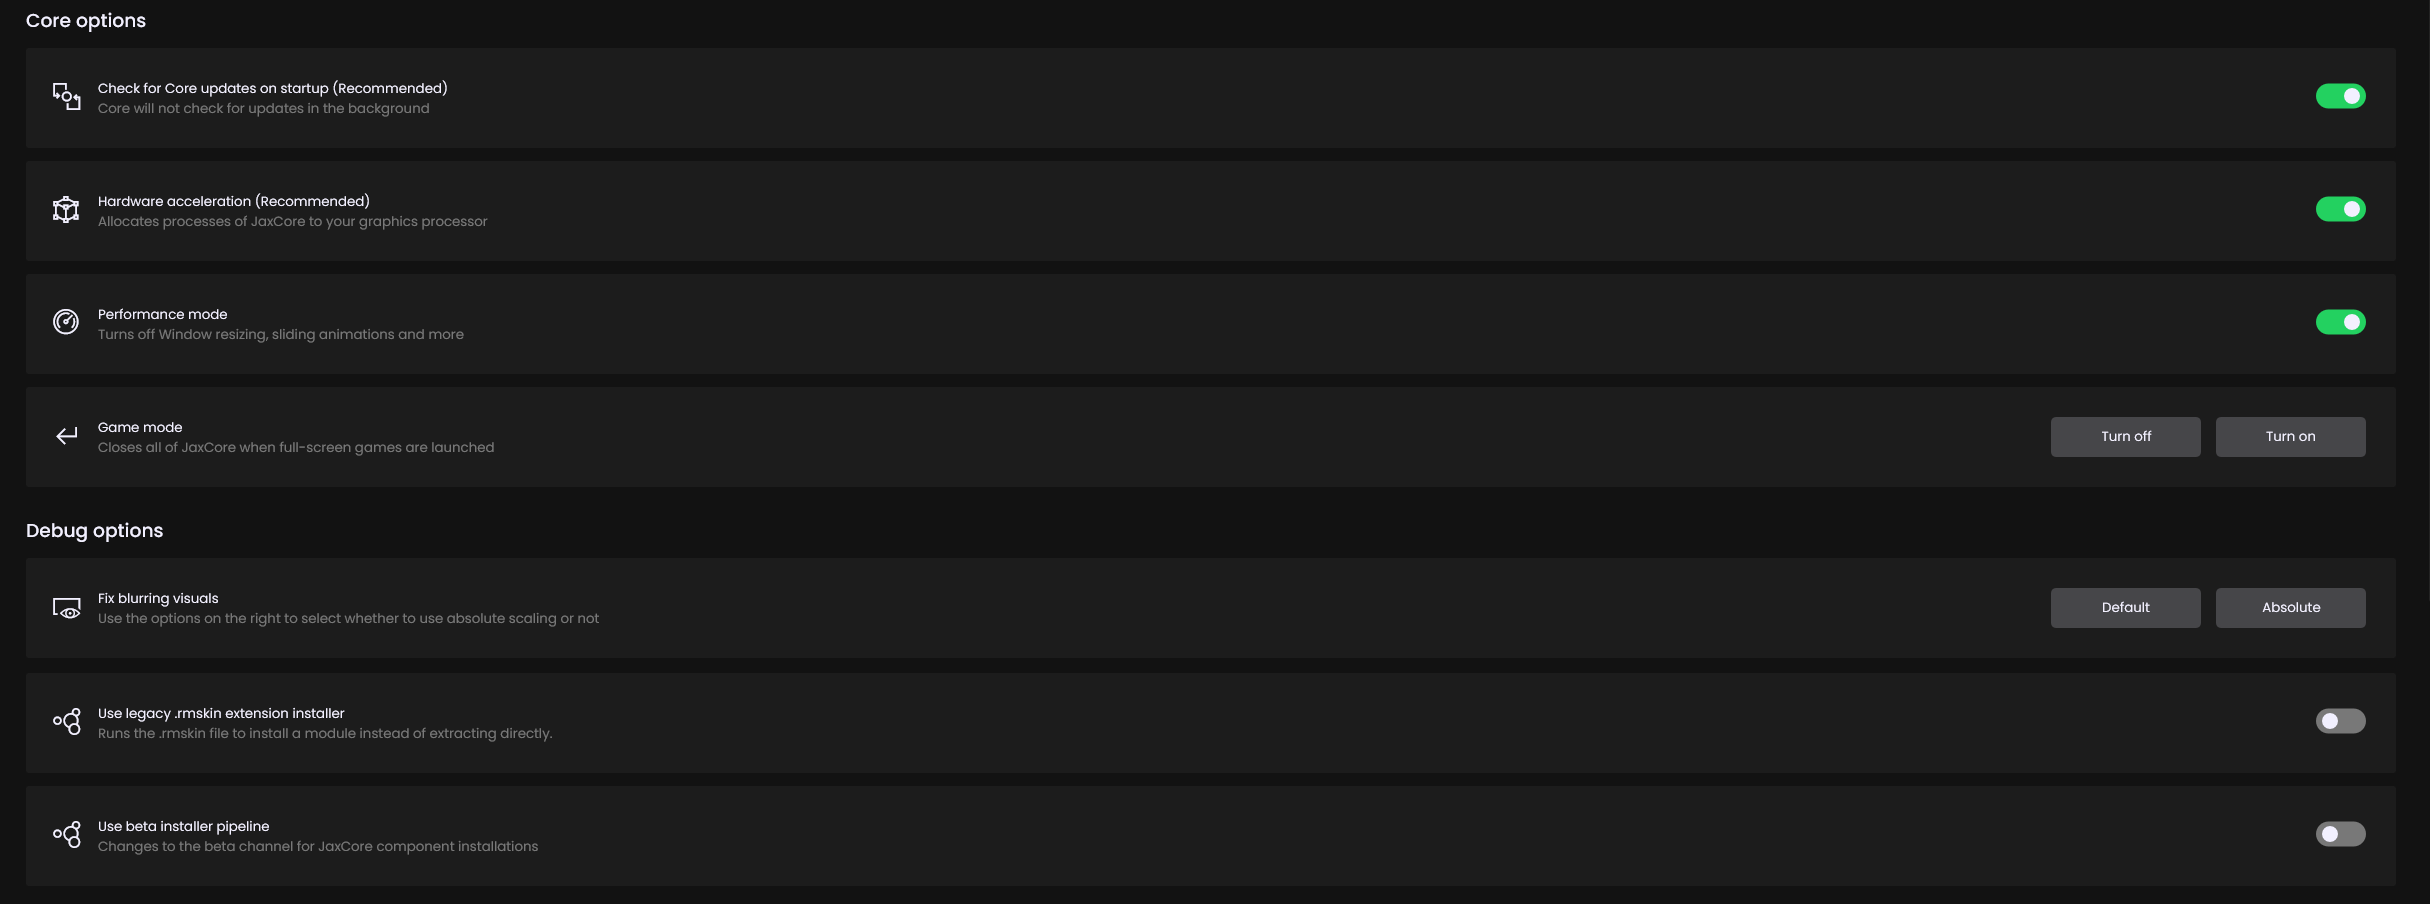 Core options
Check for Core updates on startup (Recommended)
Core will not check for updates in the background
Hardware acceleration (Recommended)
Allocates processes of JaxCore to your graphics processor
Performance mode
Turns off Window resizing, sliding animations and more
Game mode
Closes all of JaxCore when full-screen games are launched
Turn off
Turn on
Debug options
Fix blurring visuals
Use the options on the right to select whether to use absolute scaling or not
Default
Absolute
Use legacy .rmskin extension installer
Runs the .rmskin file to install a module instead of extracting directly.
Use beta installer pipeline
Changes to the beta channel for JaxCore component installations